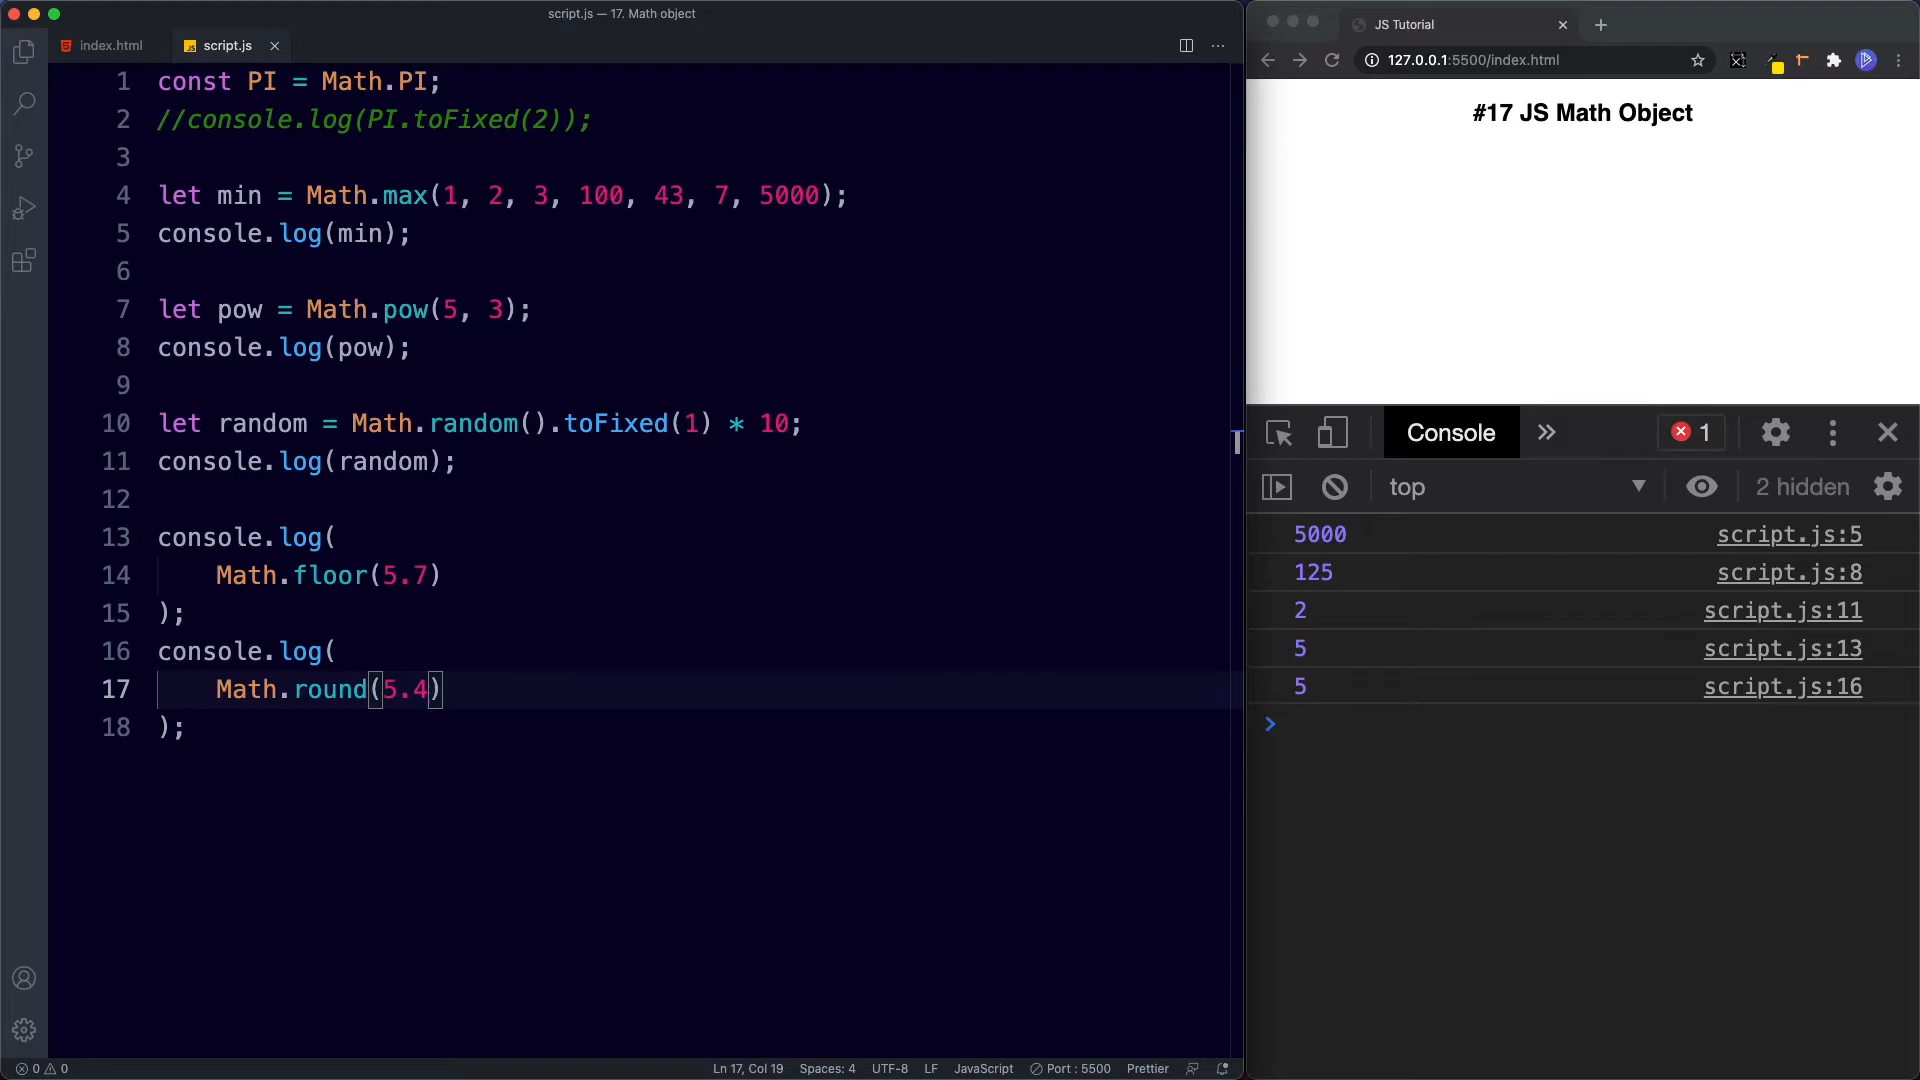 script.js — 17. Math object
index.html
script.js
1 const PI = Math.PI;
2 //console.log(PI.toFixed(2));
3
4 let min = Math.max(1, 2, 3, 100, 43, 7, 5000);
5 console.log(min);
6
7 let pow = Math.pow(5, 3);
8 console.log(pow);
9
10 let random = Math.random().toFixed(1) * 10;
11 console.log(random);
12
13 console.log(
14 Math.floor(5.7)
15 );
16 console.log(
17 Math.round(5.4)
18 );
0 0
Ln 17, Col 19 Spaces: 4 UTF-8 LF JavaScript Port : 5500 Prettier
JS Tutorial
127.0.0.1:5500/index.html
#17 JS Math Object
Console 1
top 2 hidden
5000 script.js:5
125 script.js:8
2 script.js:11
5 script.js:13
5 script.js:16